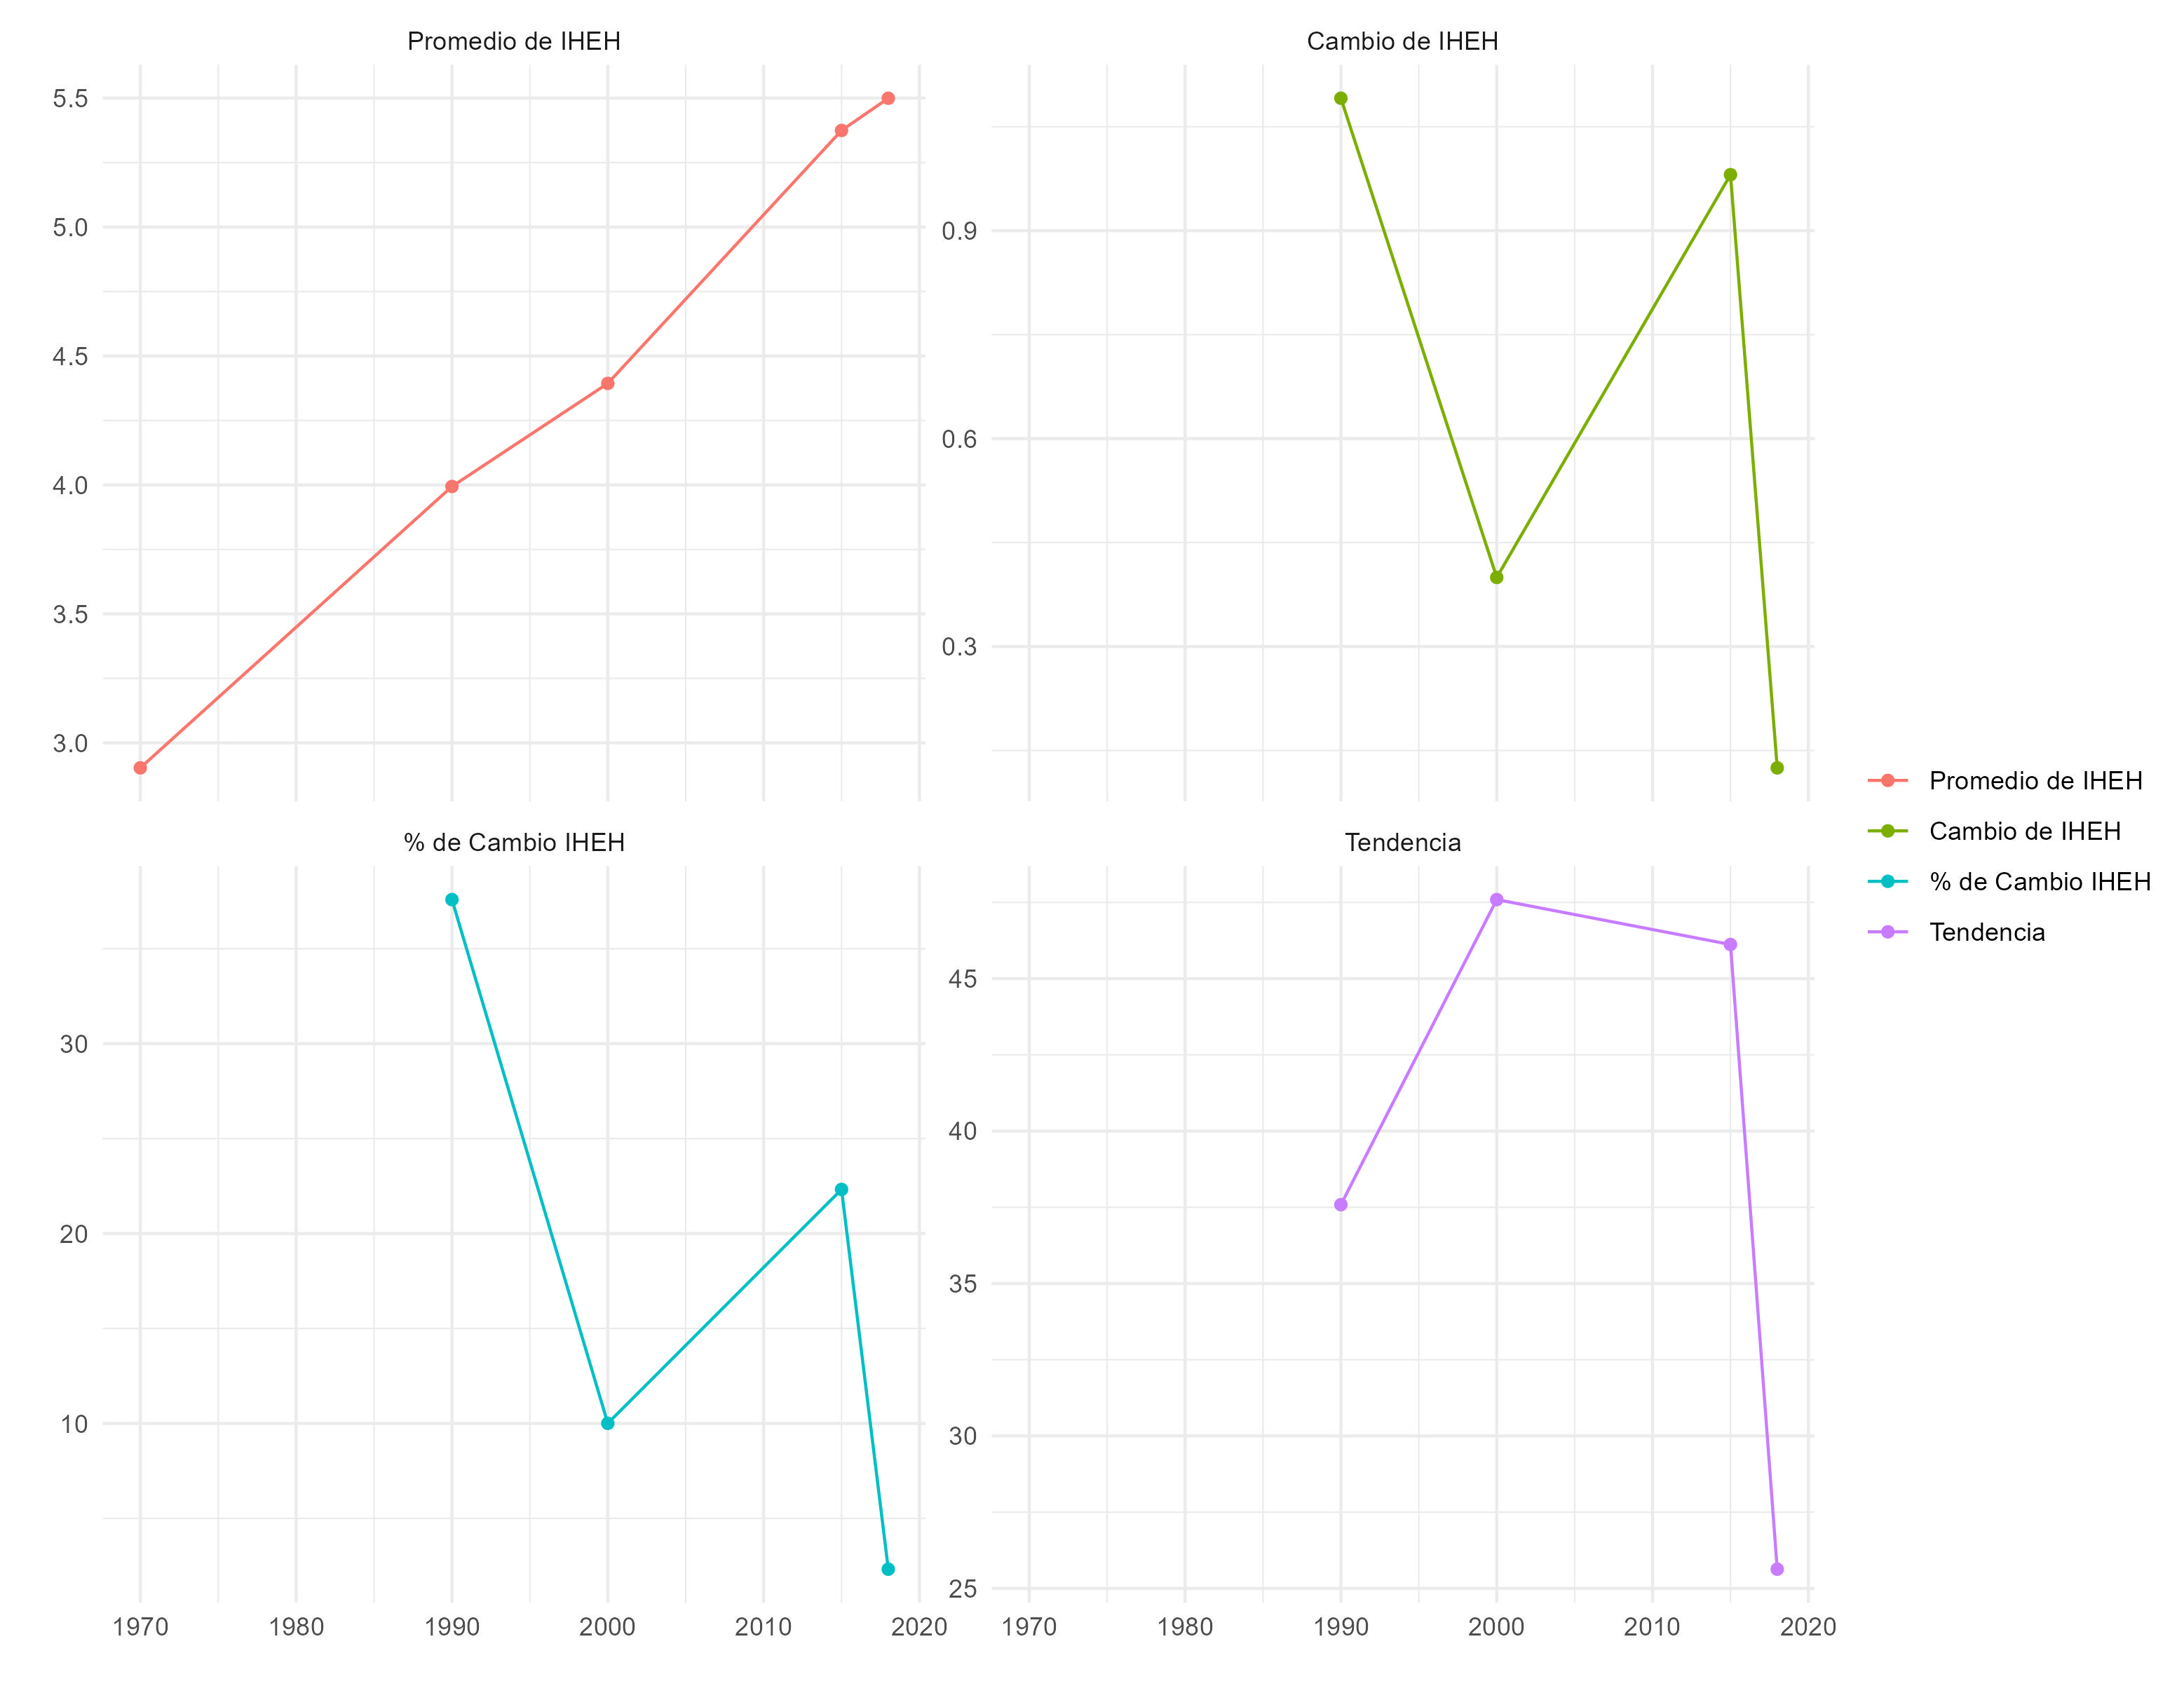 Promedio de IHEH
5.5
5.0
4.5
4.0
3.5
3.0
Cambio de IHEH
0.9
0.6
0.3
% de Cambio IHEH
30
20
10
1970 1980 1990 2000 2010 2020
Tendencia
45
40
35
30
25
1970 1980 1990 2000 2010 2020
Promedio de IHEH
Cambio de IHEH
% de Cambio IHEH
Tendencia